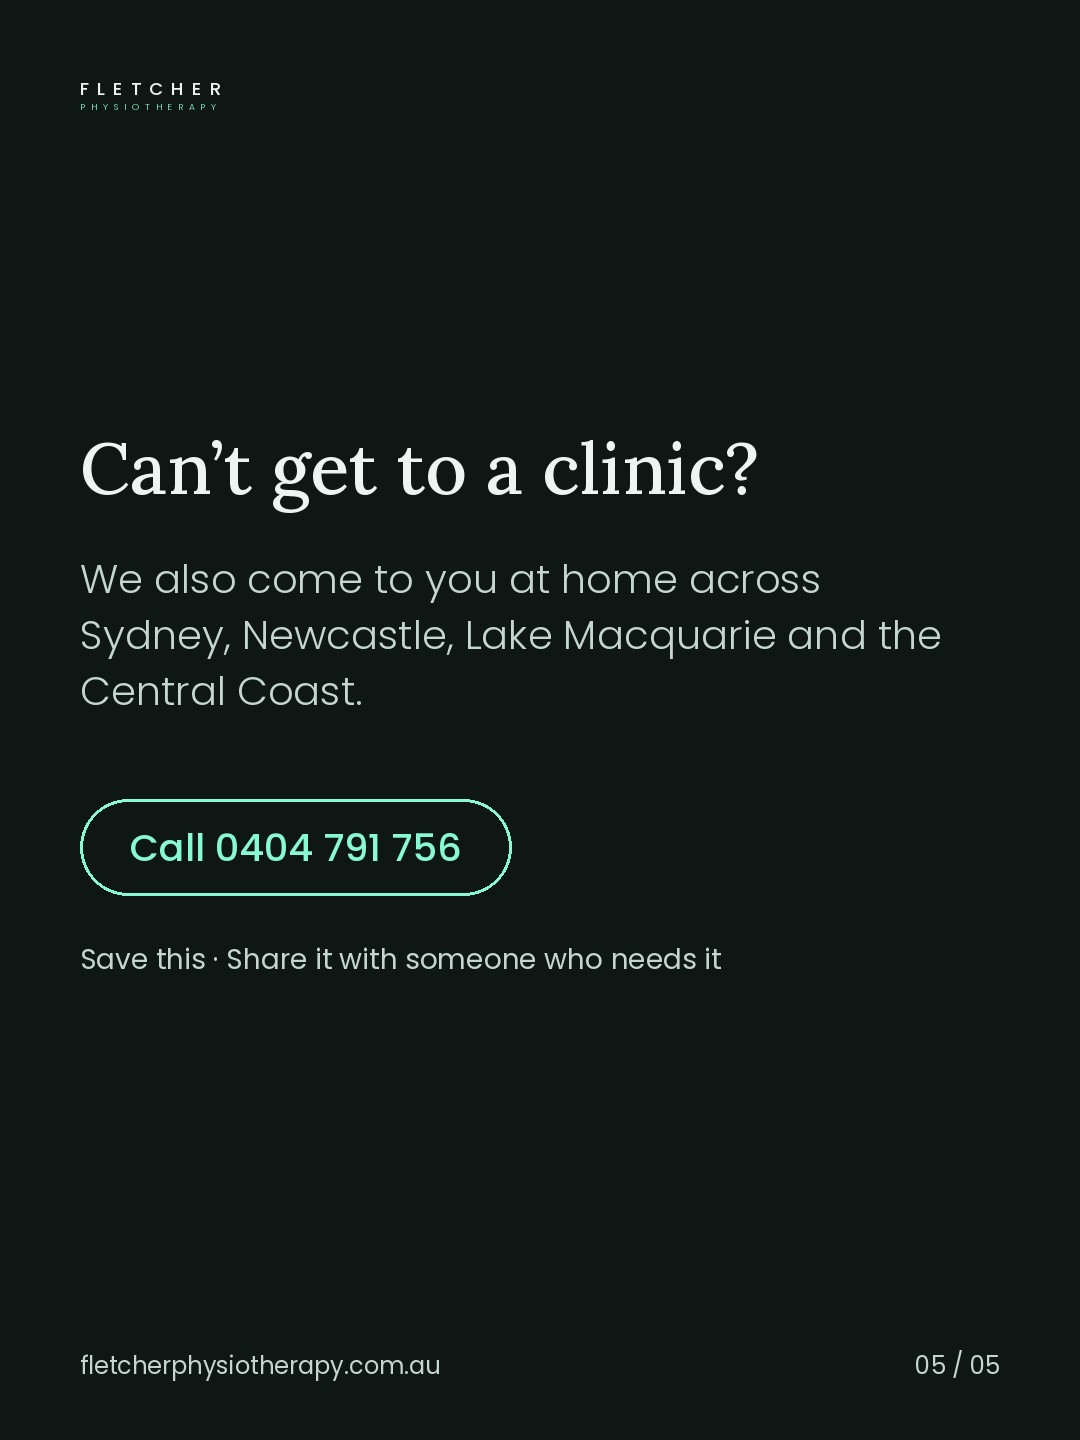 FLETCHER
PHYSIOTHERAPY
Can’t get to a clinic?
We also come to you at home across
Sydney, Newcastle, Lake Macquarie and the
Central Coast.
Call 0404 791 756
Save this · Share it with someone who needs it
fletcherphysiotherapy.com.au
05 / 05